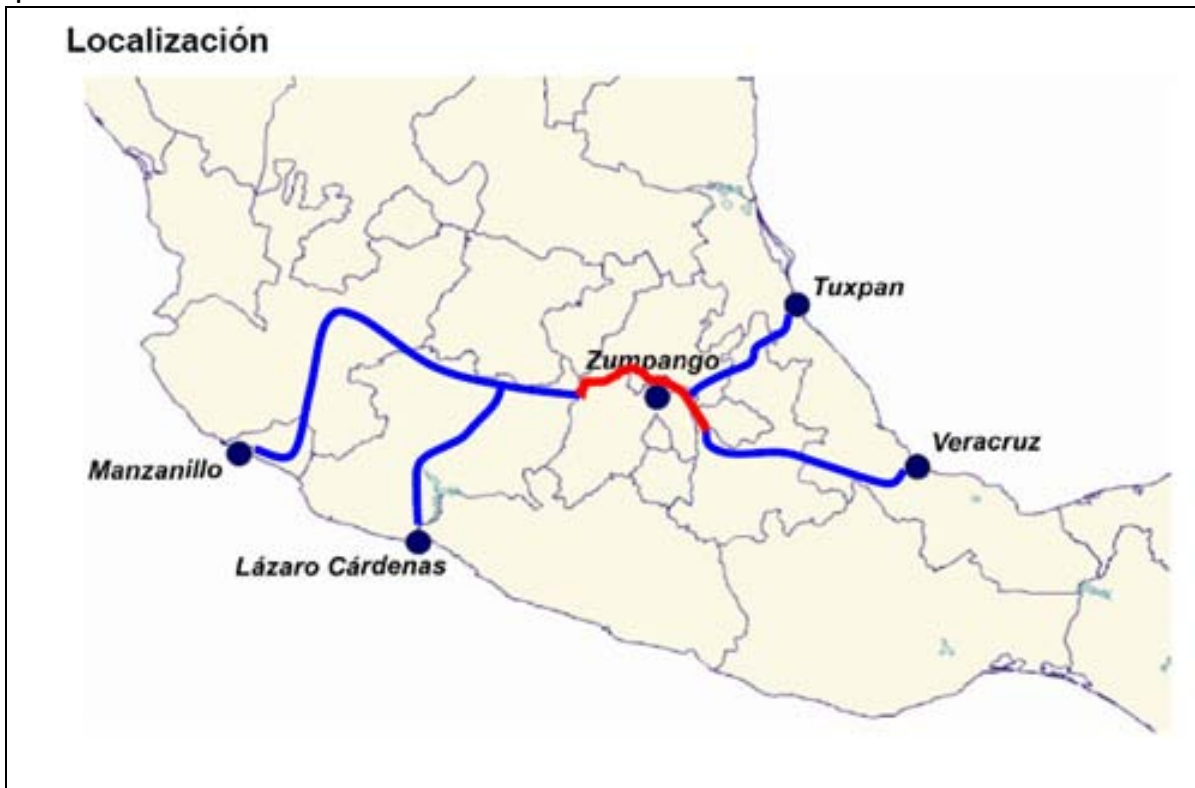 Localización
Tuxpan
Zumpango
Veracruz
Manzanillo
Lázaro Cárdenas